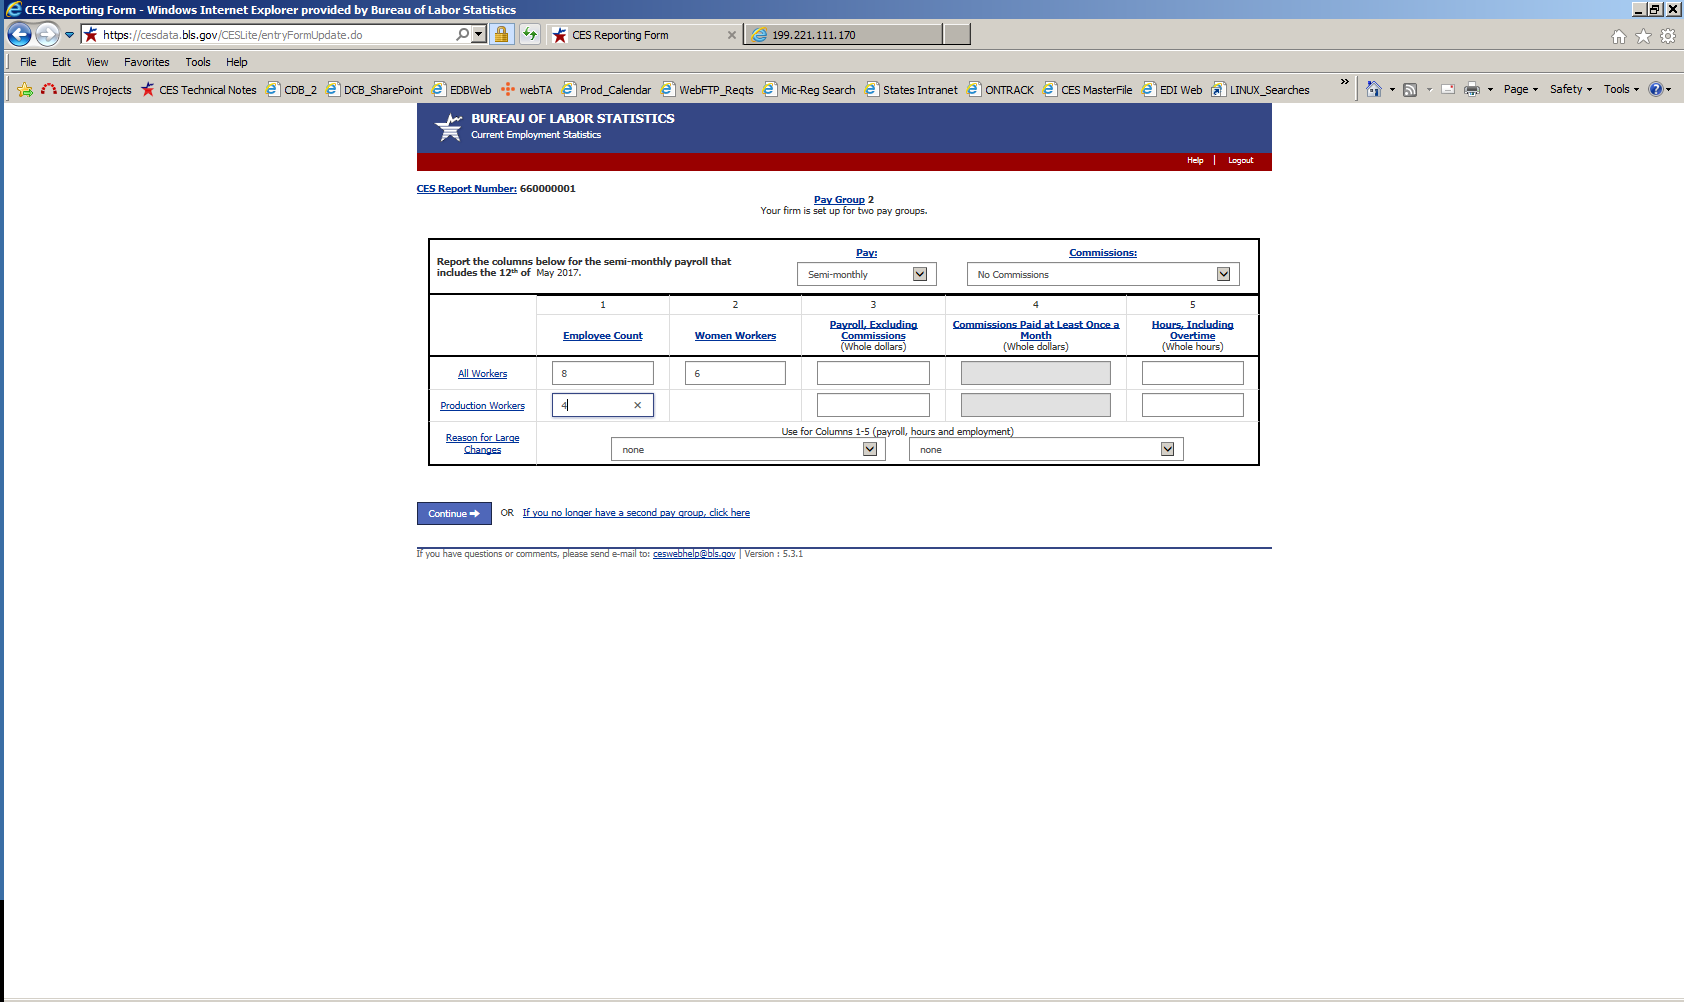 CES Reporting Form - Windows Internet Explorer provided by Bureau of Labor Statistics
https://cesdata.bls.gov/CESLite/entryFormUpdate.do
CES Reporting Form
199.221.111.170
File Edit View Favorites Tools Help
DEWS Projects CES Technical Notes CDB_2 DCB_SharePoint EDBWeb webTA Prod_Calendar WebFTP_Reqts Mic-Reg Search States Intranet ONTRACK CES MasterFile EDI Web LINUX_Searches » Page Safety Tools
BUREAU OF LABOR STATISTICS
Current Employment Statistics
Help | Logout
CES Report Number: 660000001
Pay Group 2
Your firm is set up for two pay groups.
Report the columns below for the semi-monthly payroll that
includes the 12th of May 2017.
Pay:
Semi-monthly
Commissions:
No Commissions
1 2 3 4 5
Employee Count
Women Workers
Payroll, Excluding
Commissions
(Whole dollars)
Commissions Paid at Least Once a
Month
(Whole dollars)
Hours, Including
Overtime
(Whole hours)
All Workers 8 6
Production Workers 4
Reason for Large
Changes
Use for Columns 1-5 (payroll, hours and employment)
none none
Continue OR If you no longer have a second pay group, click here
If you have questions or comments, please send e-mail to: ceswebhelp@bls.gov | Version : 5.3.1